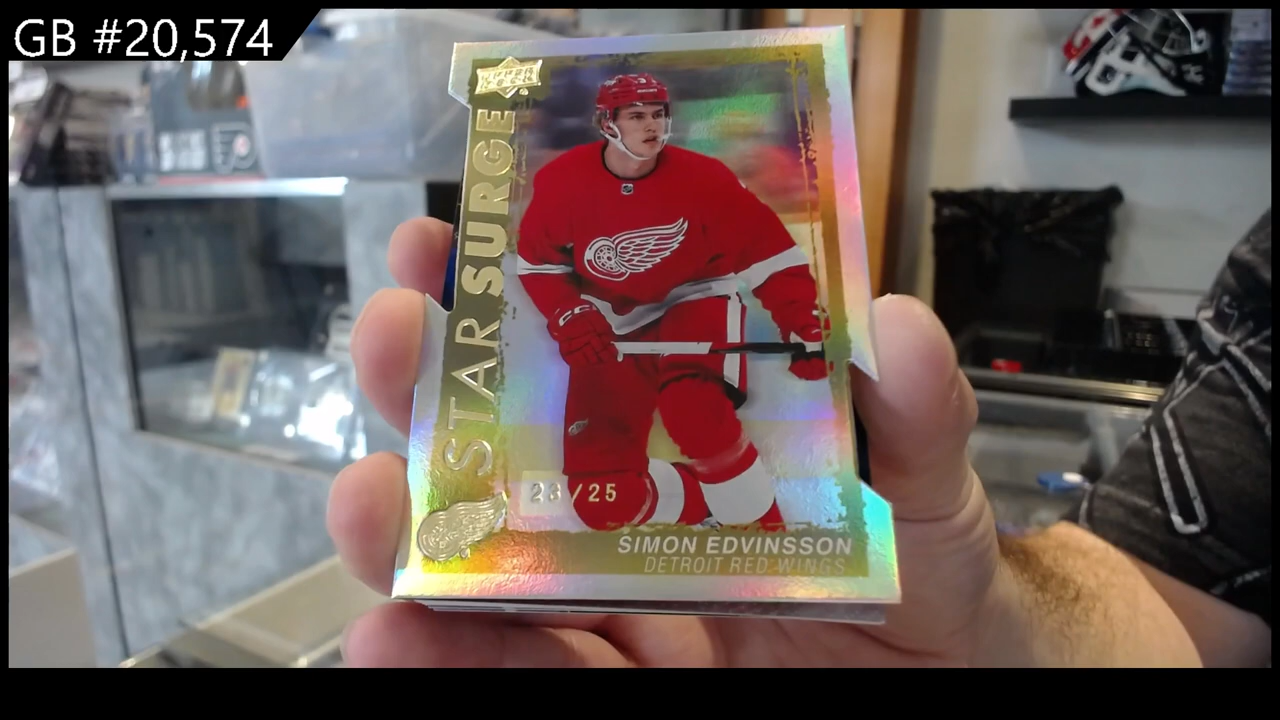 GB #20,574
UPPER DECK
STAR SURGE
23/25
SIMON EDVINSSON
DETROIT RED WINGS